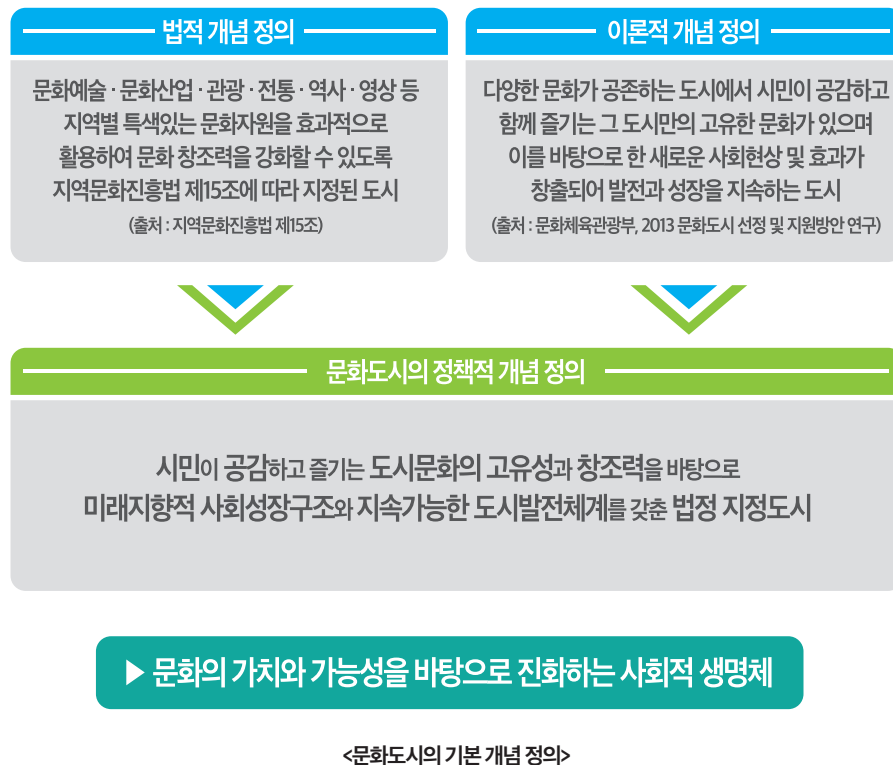 법적 개념 정의
문화예술·문화산업·관광·전통·역사·영상 등
지역별 특색있는 문화자원을 효과적으로
활용하여 문화 창조력을 강화할 수 있도록
지역문화진흥법 제15조에 따라 지정된 도시
(출처 : 지역문화진흥법 제15조)
이론적 개념 정의
다양한 문화가 공존하는 도시에서 시민이 공감하고
함께 즐기는 그 도시만의 고유한 문화가 있으며
이를 바탕으로 한 새로운 사회현상 및 효과가
창출되어 발전과 성장을 지속하는 도시
(출처 : 문화체육관광부, 2013 문화도시 선정 및 지원방안 연구)
문화도시의 정책적 개념 정의
시민이 공감하고 즐기는 도시문화의 고유성과 창조력을 바탕으로
미래지향적 사회성장구조와 지속가능한 도시발전체계를 갖춘 법정 지정도시
▶ 문화의 가치와 가능성을 바탕으로 진화하는 사회적 생명체
<문화도시의 기본 개념 정의>